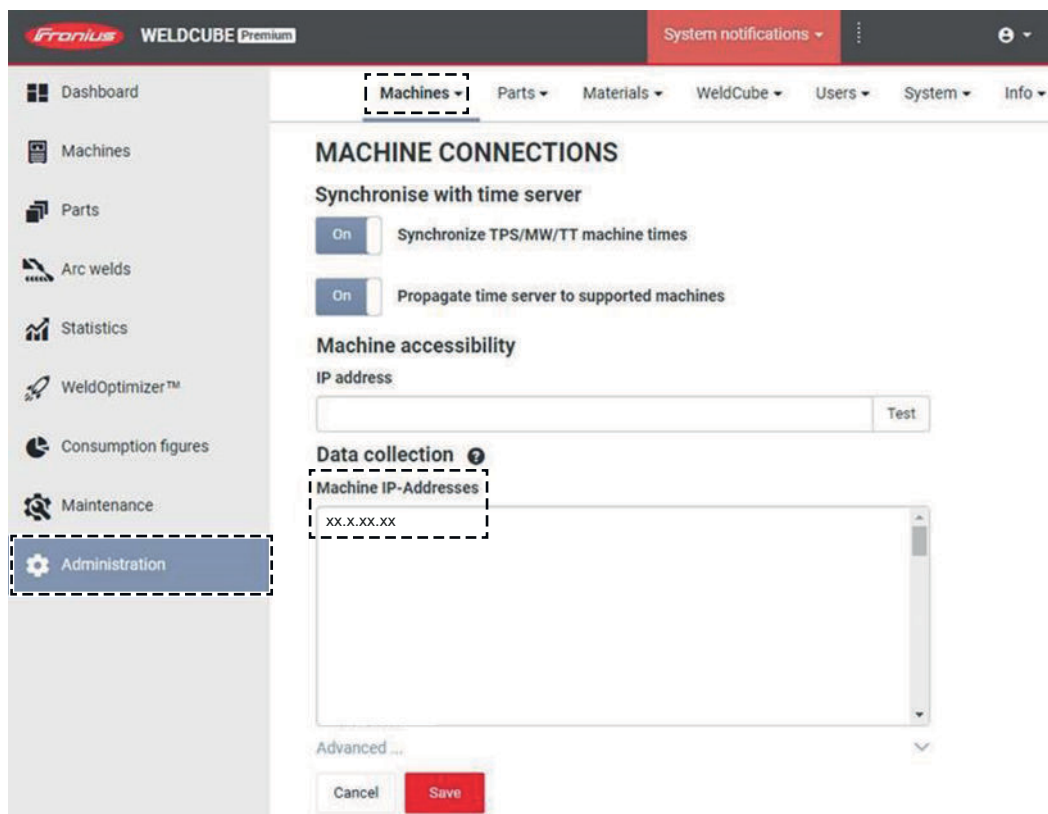 Fronius WELDCUBE Premium
System notifications
Dashboard
Machines
Parts
Arc welds
Statistics
WeldOptimizer™
Consumption figures
Maintenance
Administration
Machines Parts Materials WeldCube Users System Info
MACHINE CONNECTIONS
Synchronise with time server
On Synchronize TPS/MW/TT machine times
On Propagate time server to supported machines
Machine accessibility
IP address
Test
Data collection ?
Machine IP-Addresses
xx.x.xx.xx
Advanced ...
Cancel Save